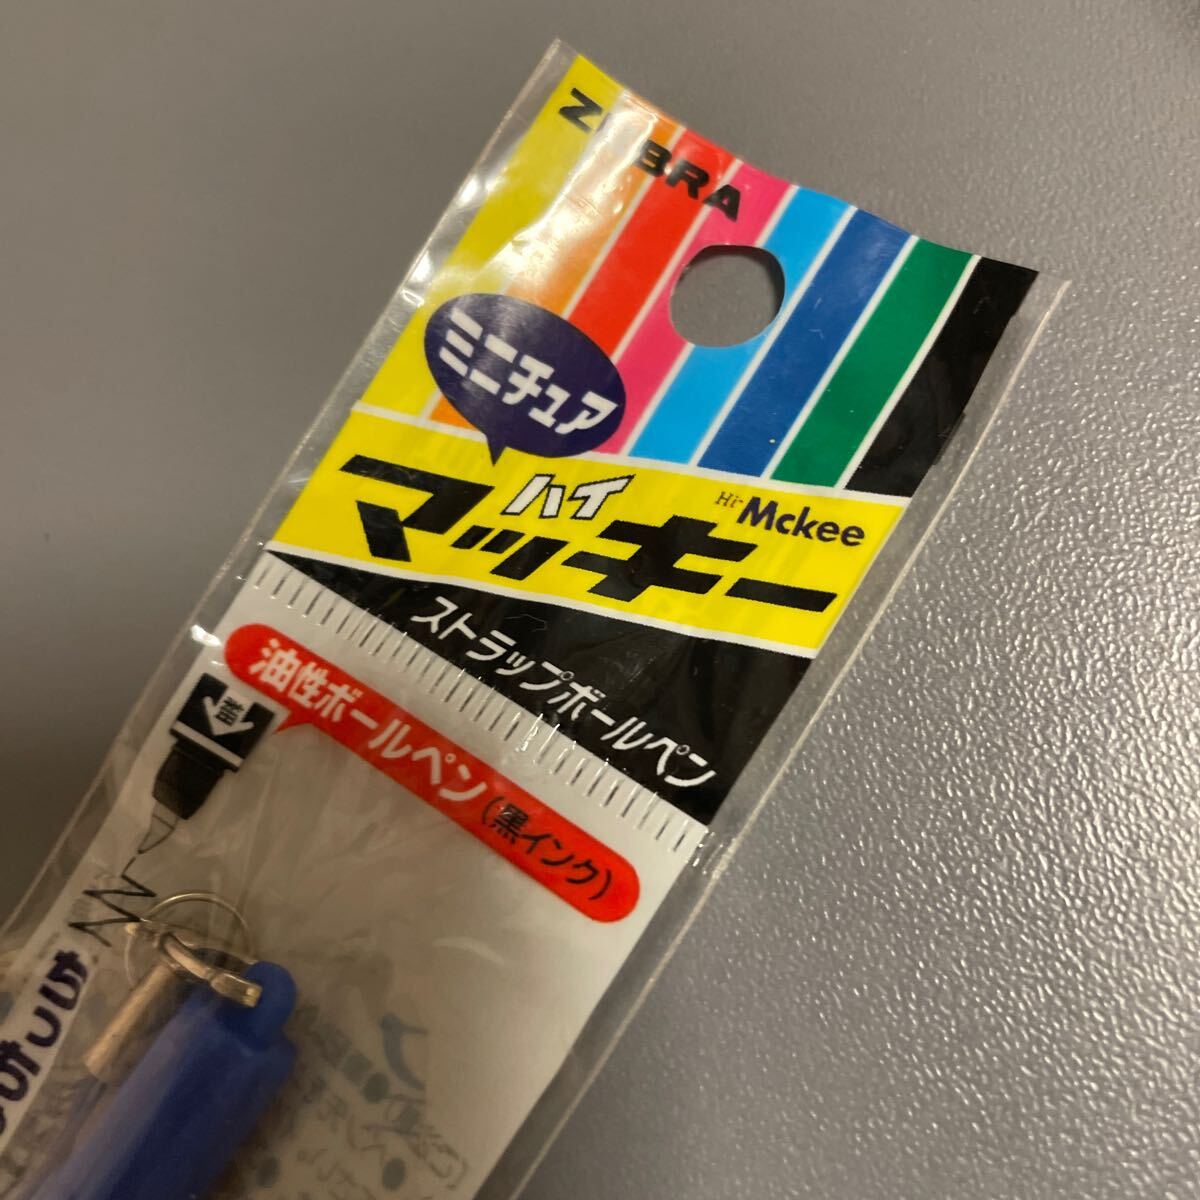 ZEBRA
ミニチュア
ハイ
マッキー
Hi-Mckee
ストラップボールペン
油性ボールペン(黒インク)